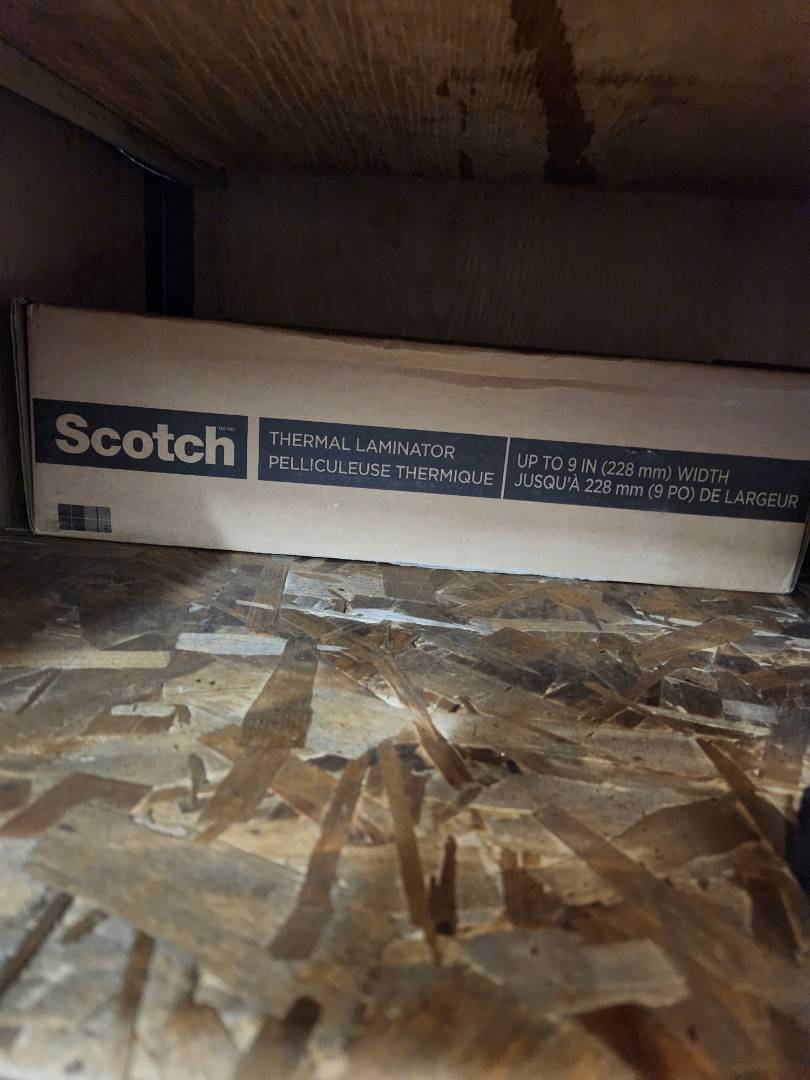 Scotch
THERMAL LAMINATOR
PELLICULEUSE THERMIQUE
UP TO 9 IN (228 mm) WIDTH
JUSQU'À 228 mm (9 PO) DE LARGEUR